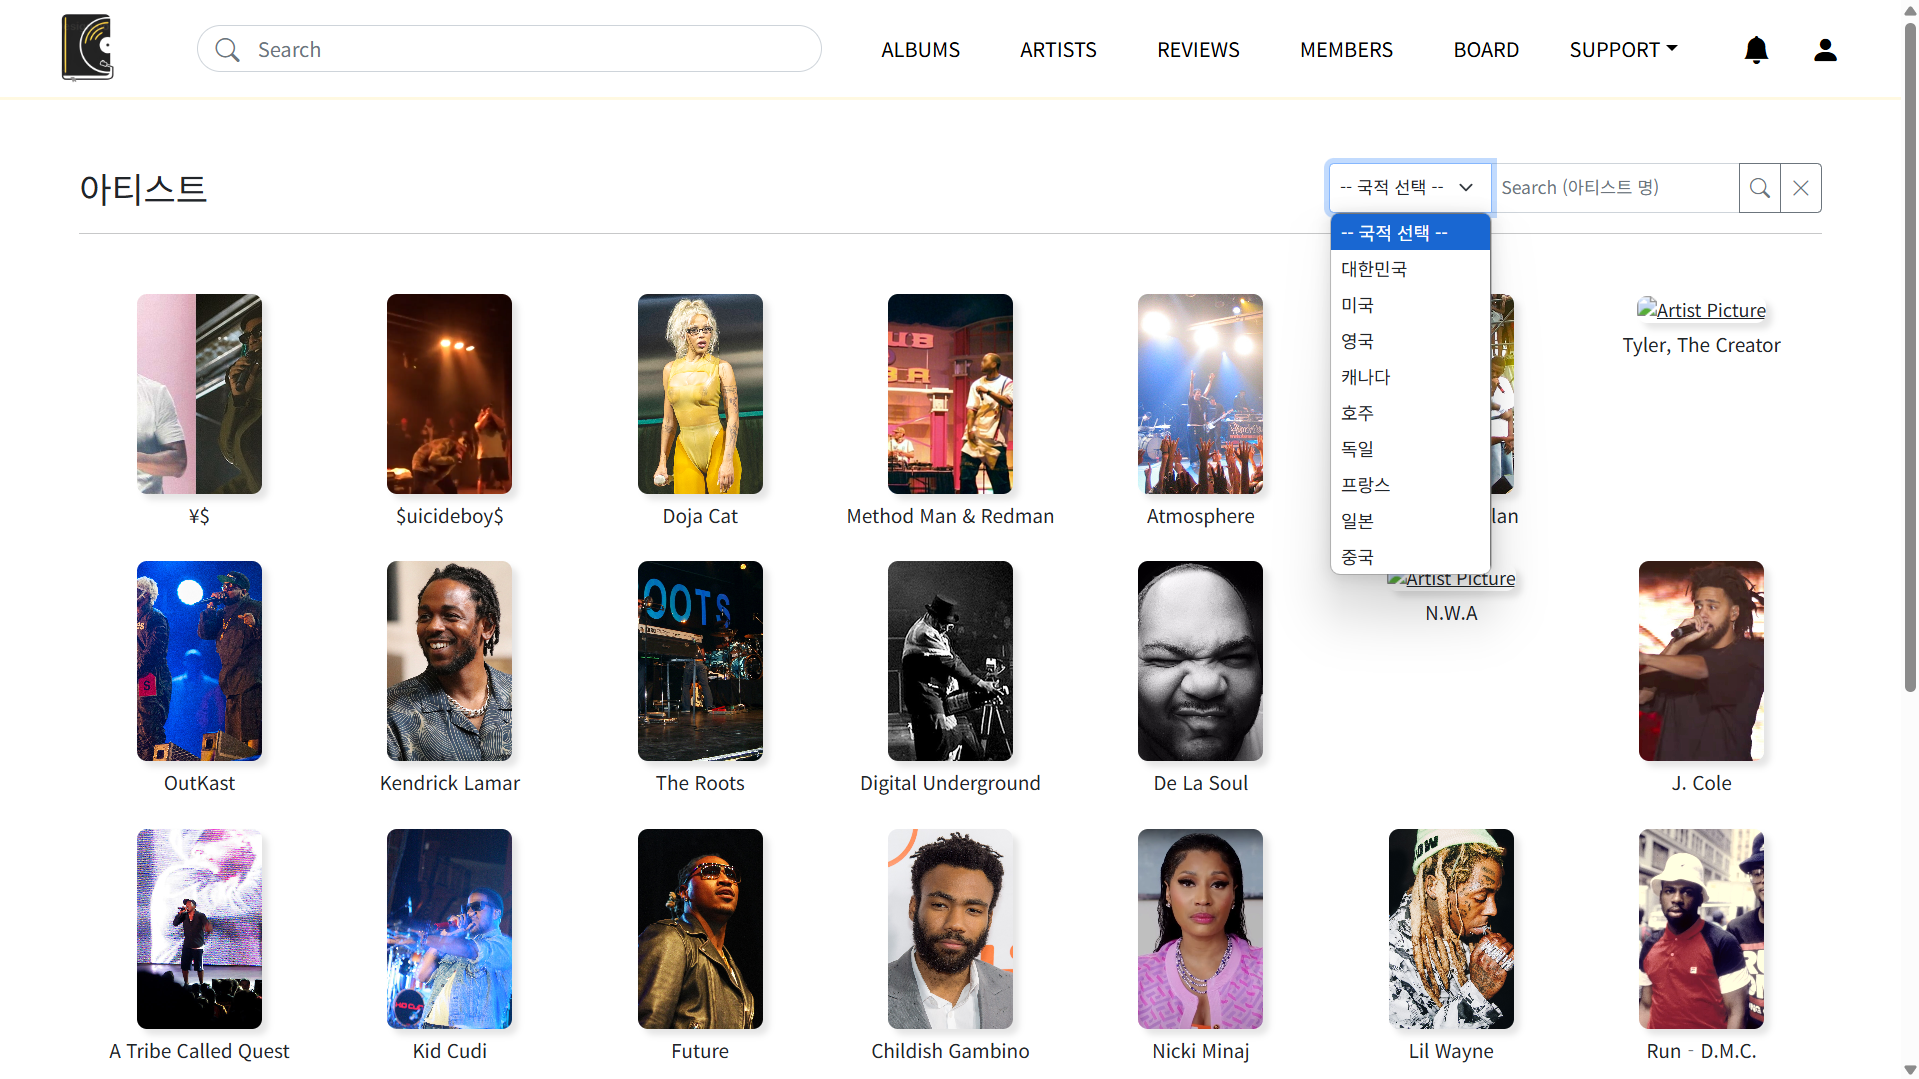 Search
ALBUMS
ARTISTS
REVIEWS
MEMBERS
BOARD
SUPPORT
아티스트
-- 국적 선택 --
Search (아티스트 명)
-- 국적 선택 --
대한민국
미국
영국
캐나다
호주
독일
프랑스
일본
중국
¥$
$uicideboy$
Doja Cat
Method Man & Redman
Atmosphere
lan
Artist Picture
Tyler, The Creator
OutKast
Kendrick Lamar
OOTS
The Roots
Digital Underground
De La Soul
Artist Picture
N.W.A
J. Cole
A Tribe Called Quest
Kid Cudi
Future
Childish Gambino
Nicki Minaj
Lil Wayne
Run - D.M.C.